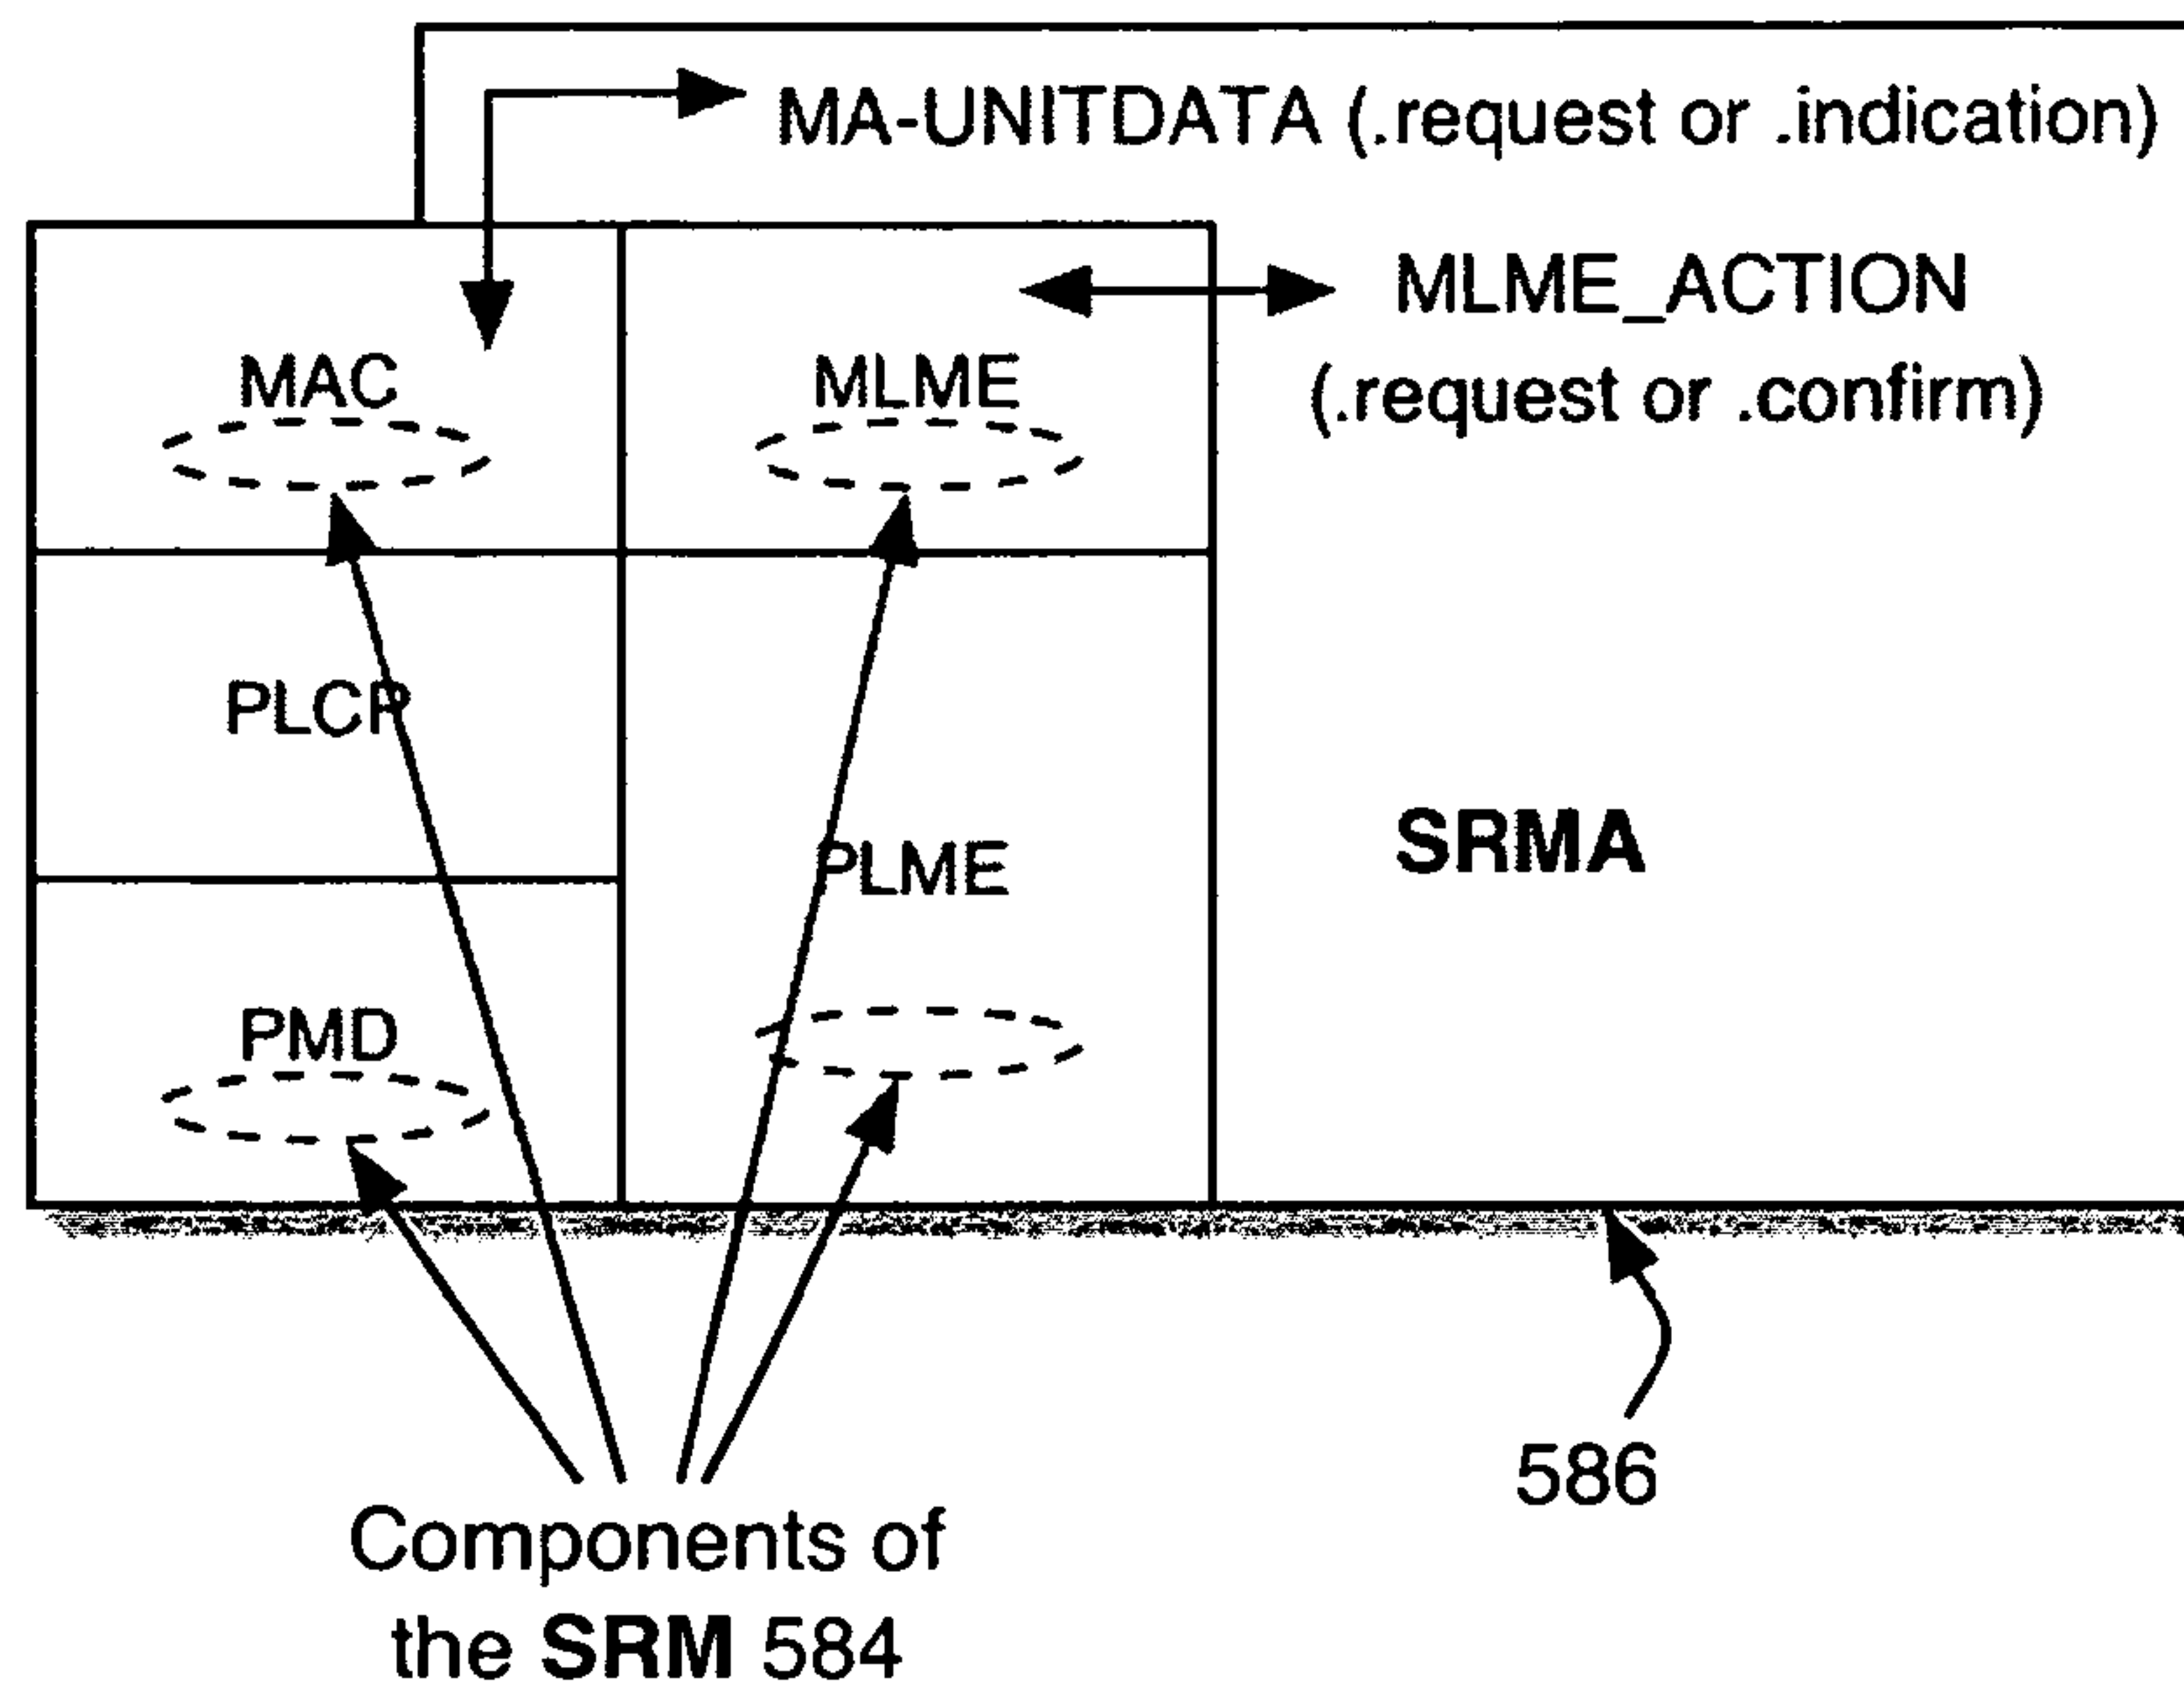 MA-UNITDATA (.request or .indication)
MLME_ACTION
(.request or .confirm)
MAC
MLME
PLCP
PLME
SRMA
PMD
586
Components of
the SRM 584